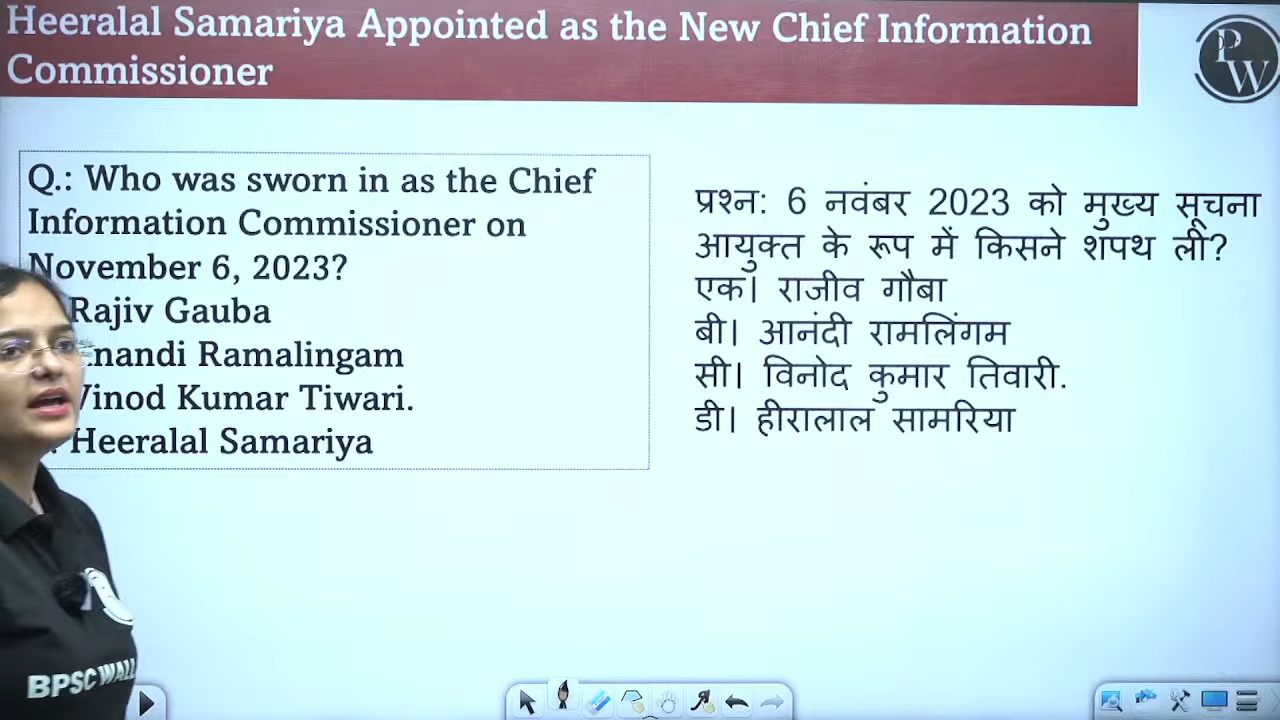 Heeralal Samariya Appointed as the New Chief Information
Commissioner
PW
Q.: Who was sworn in as the Chief
Information Commissioner on
November 6, 2023?
Rajiv Gauba
Ramalingam
Vinod Kumar Tiwari.
Heeralal Samariya
प्रश्न: 6 नवंबर 2023 को मुख्य सूचना
आयुक्त के रूप में किसने शपथ ली?
एक। राजीव गौबा
बी। आनंदी रामलिंगम
सी। विनोद कुमार तिवारी.
डी। हीरालाल सामरिया
BPSC WALL